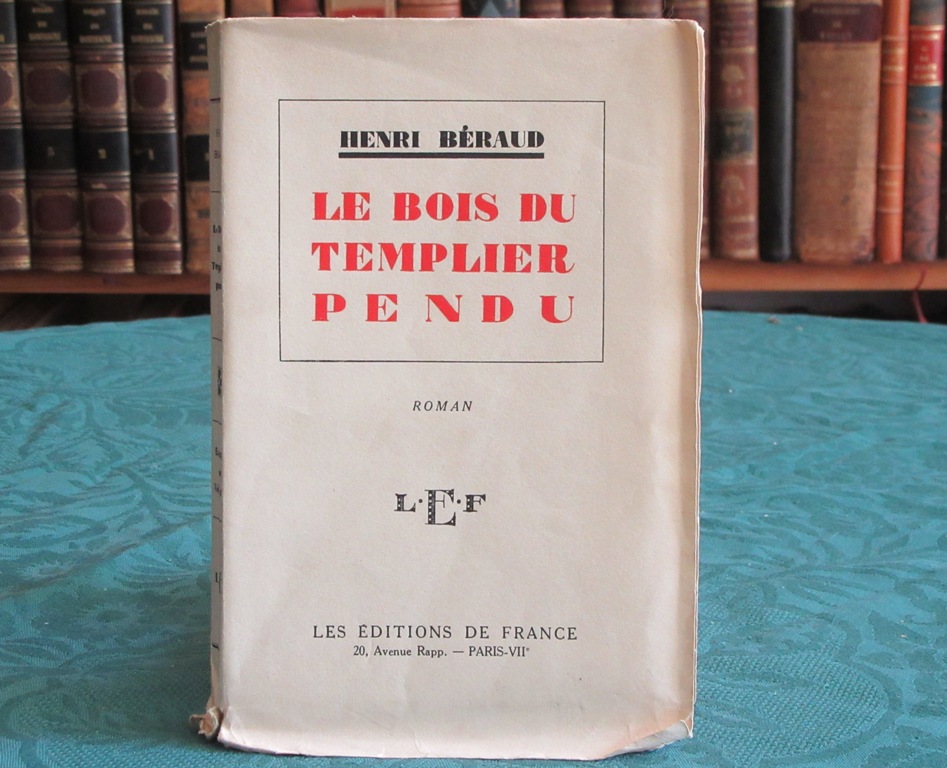 HENRI BÉRAUD
LE BOIS DU
TEMPLIER
PENDU
ROMAN
L·E·F
LES ÉDITIONS DE FRANCE
20, Avenue Rapp. — PARIS-VIIᵉ